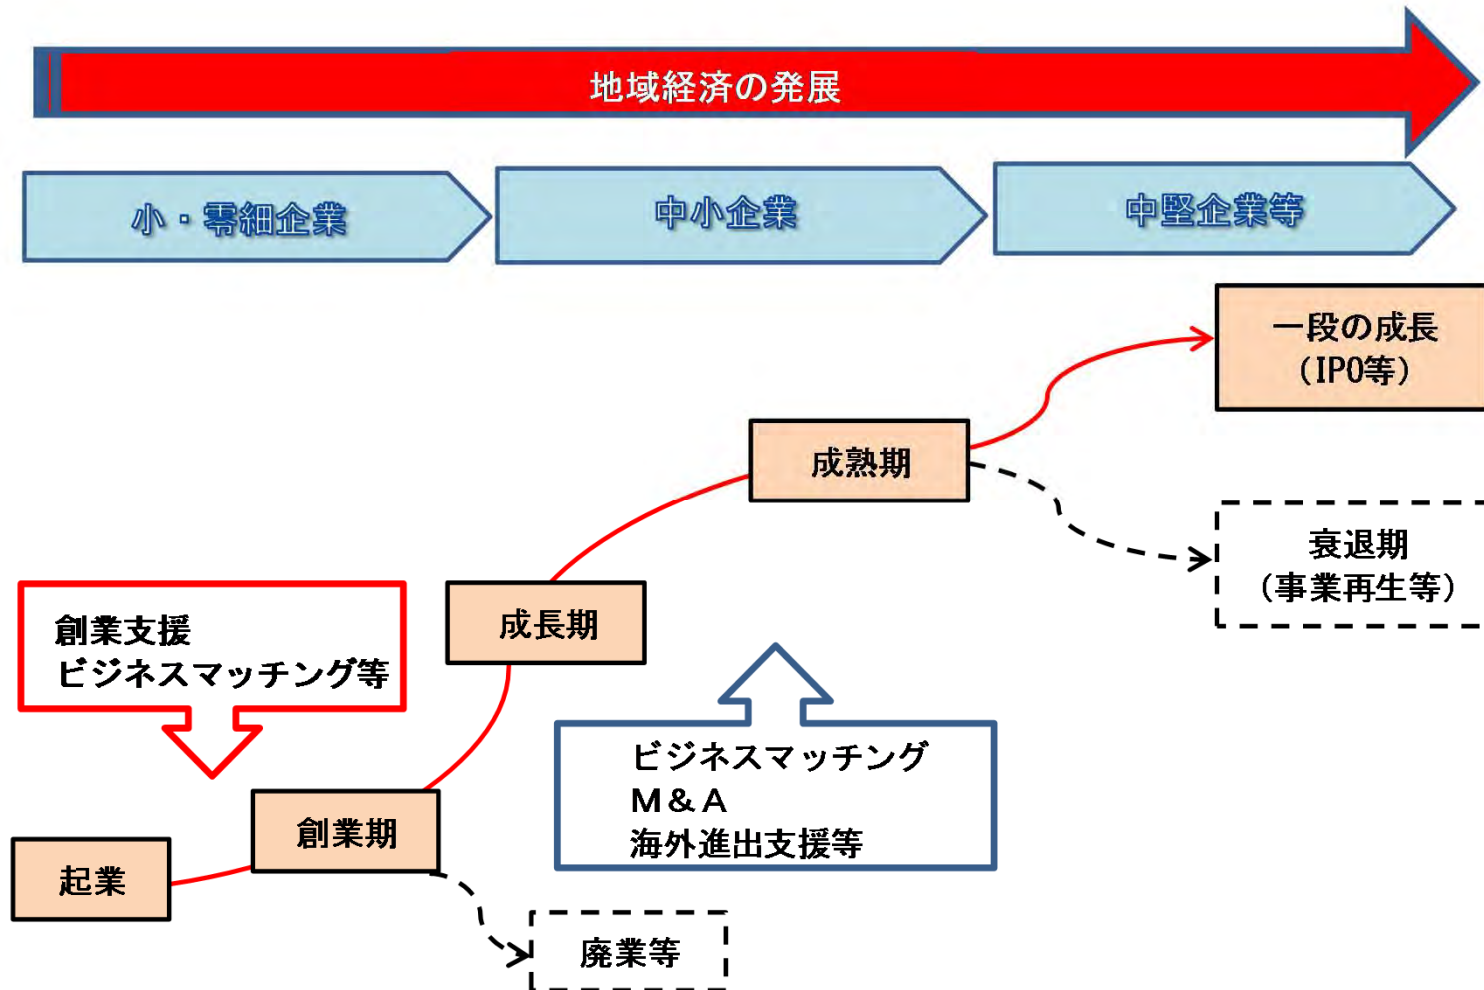 地域経済の発展
小・零細企業
中小企業
中堅企業等
一段の成長
（IPO等）
成熟期
衰退期
（事業再生等）
創業支援
ビジネスマッチング等
成長期
ビジネスマッチング
Ｍ＆Ａ
海外進出支援等
創業期
起業
廃業等